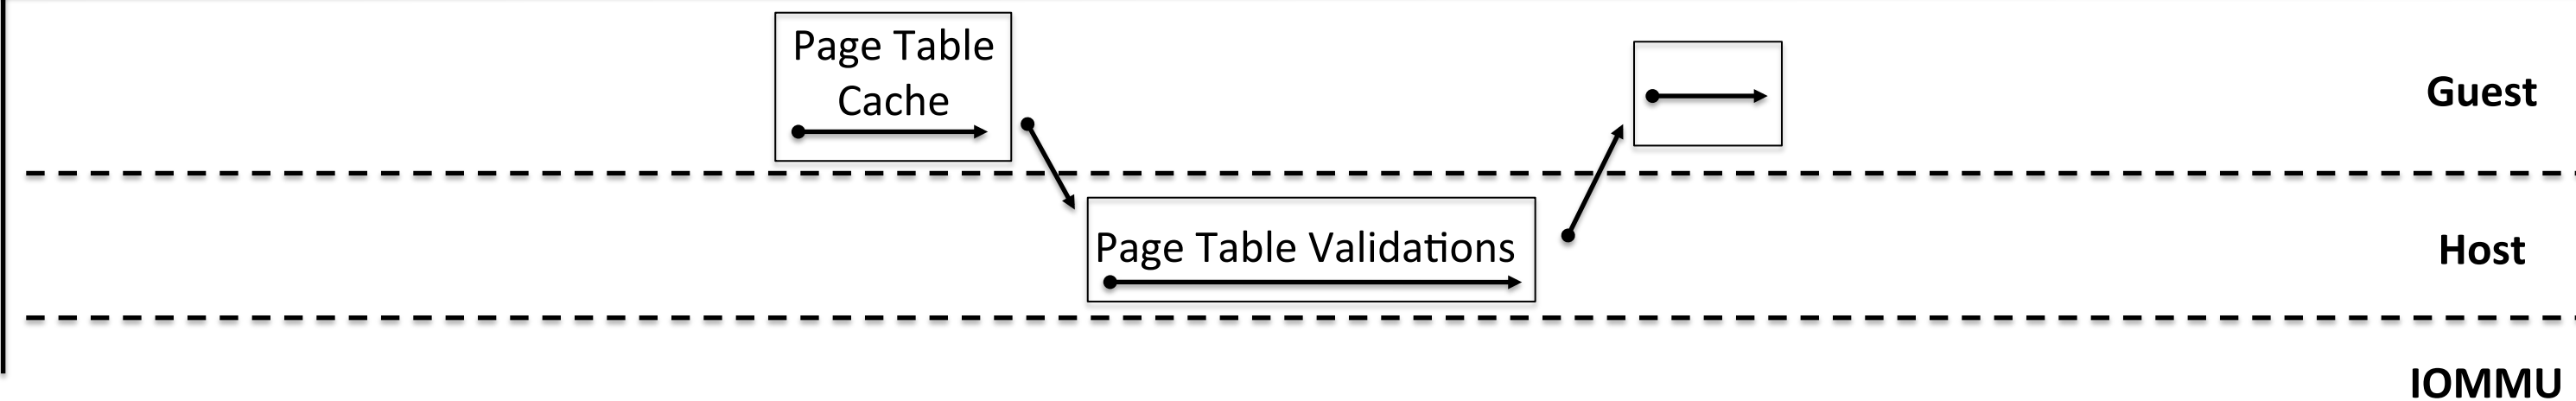 Page Table
Cache
Guest
Page Table Validations
Host
IOMMU